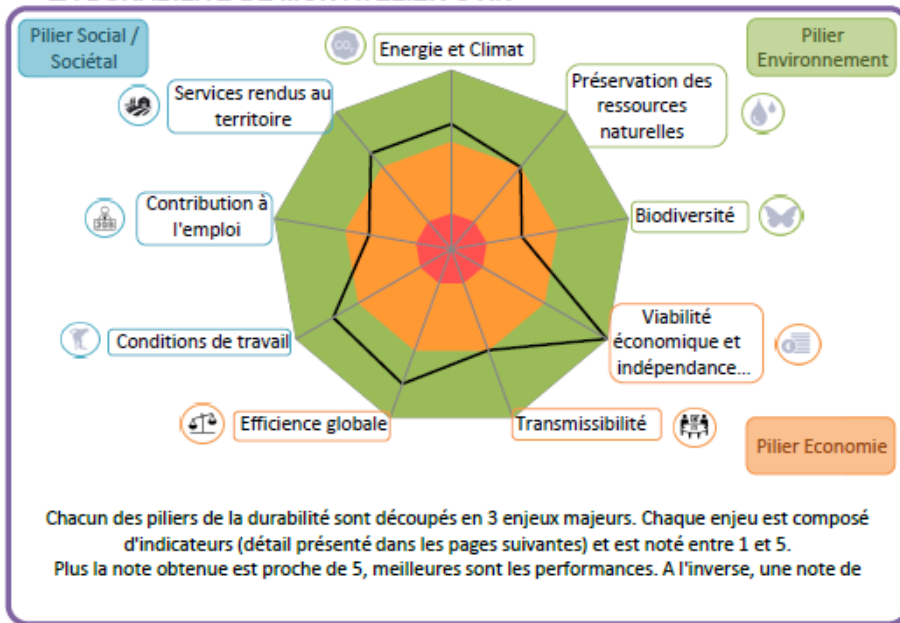 Pilier Social /
Sociétal
Energie et Climat
Pilier
Environnement
Services rendus au
territoire
Préservation des
ressources
naturelles
Contribution à
l'emploi
Biodiversité
Conditions de travail
Viabilité
économique et
indépendance...
Efficience globale
Transmissibilité
Pilier Economie
CO₂
JOB
Chacun des piliers de la durabilité sont découpés en 3 enjeux majeurs. Chaque enjeu est composé
d'indicateurs (détail présenté dans les pages suivantes) et est noté entre 1 et 5.
Plus la note obtenue est proche de 5, meilleures sont les performances. A l'inverse, une note de